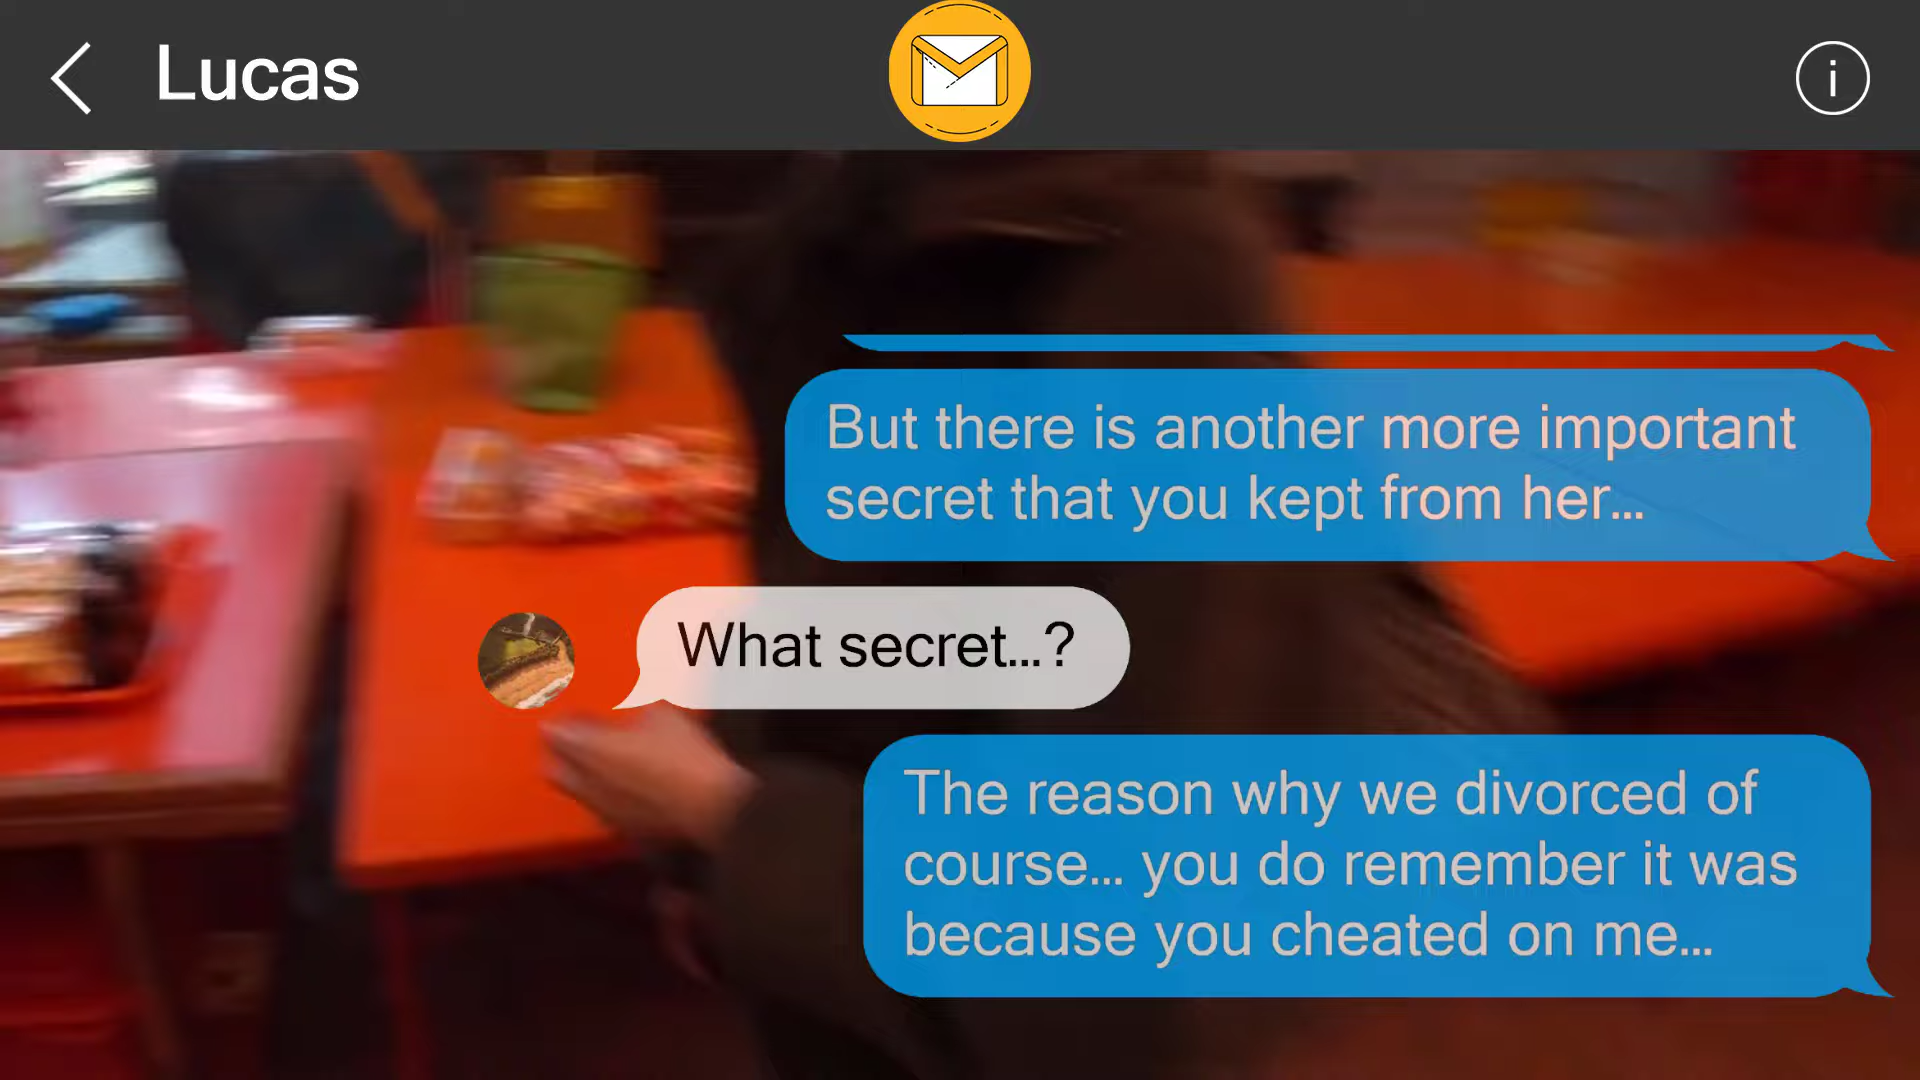 Lucas
But there is another more important
secret that you kept from her...
What secret...?
The reason why we divorced of
course... you do remember it was
because you cheated on me...